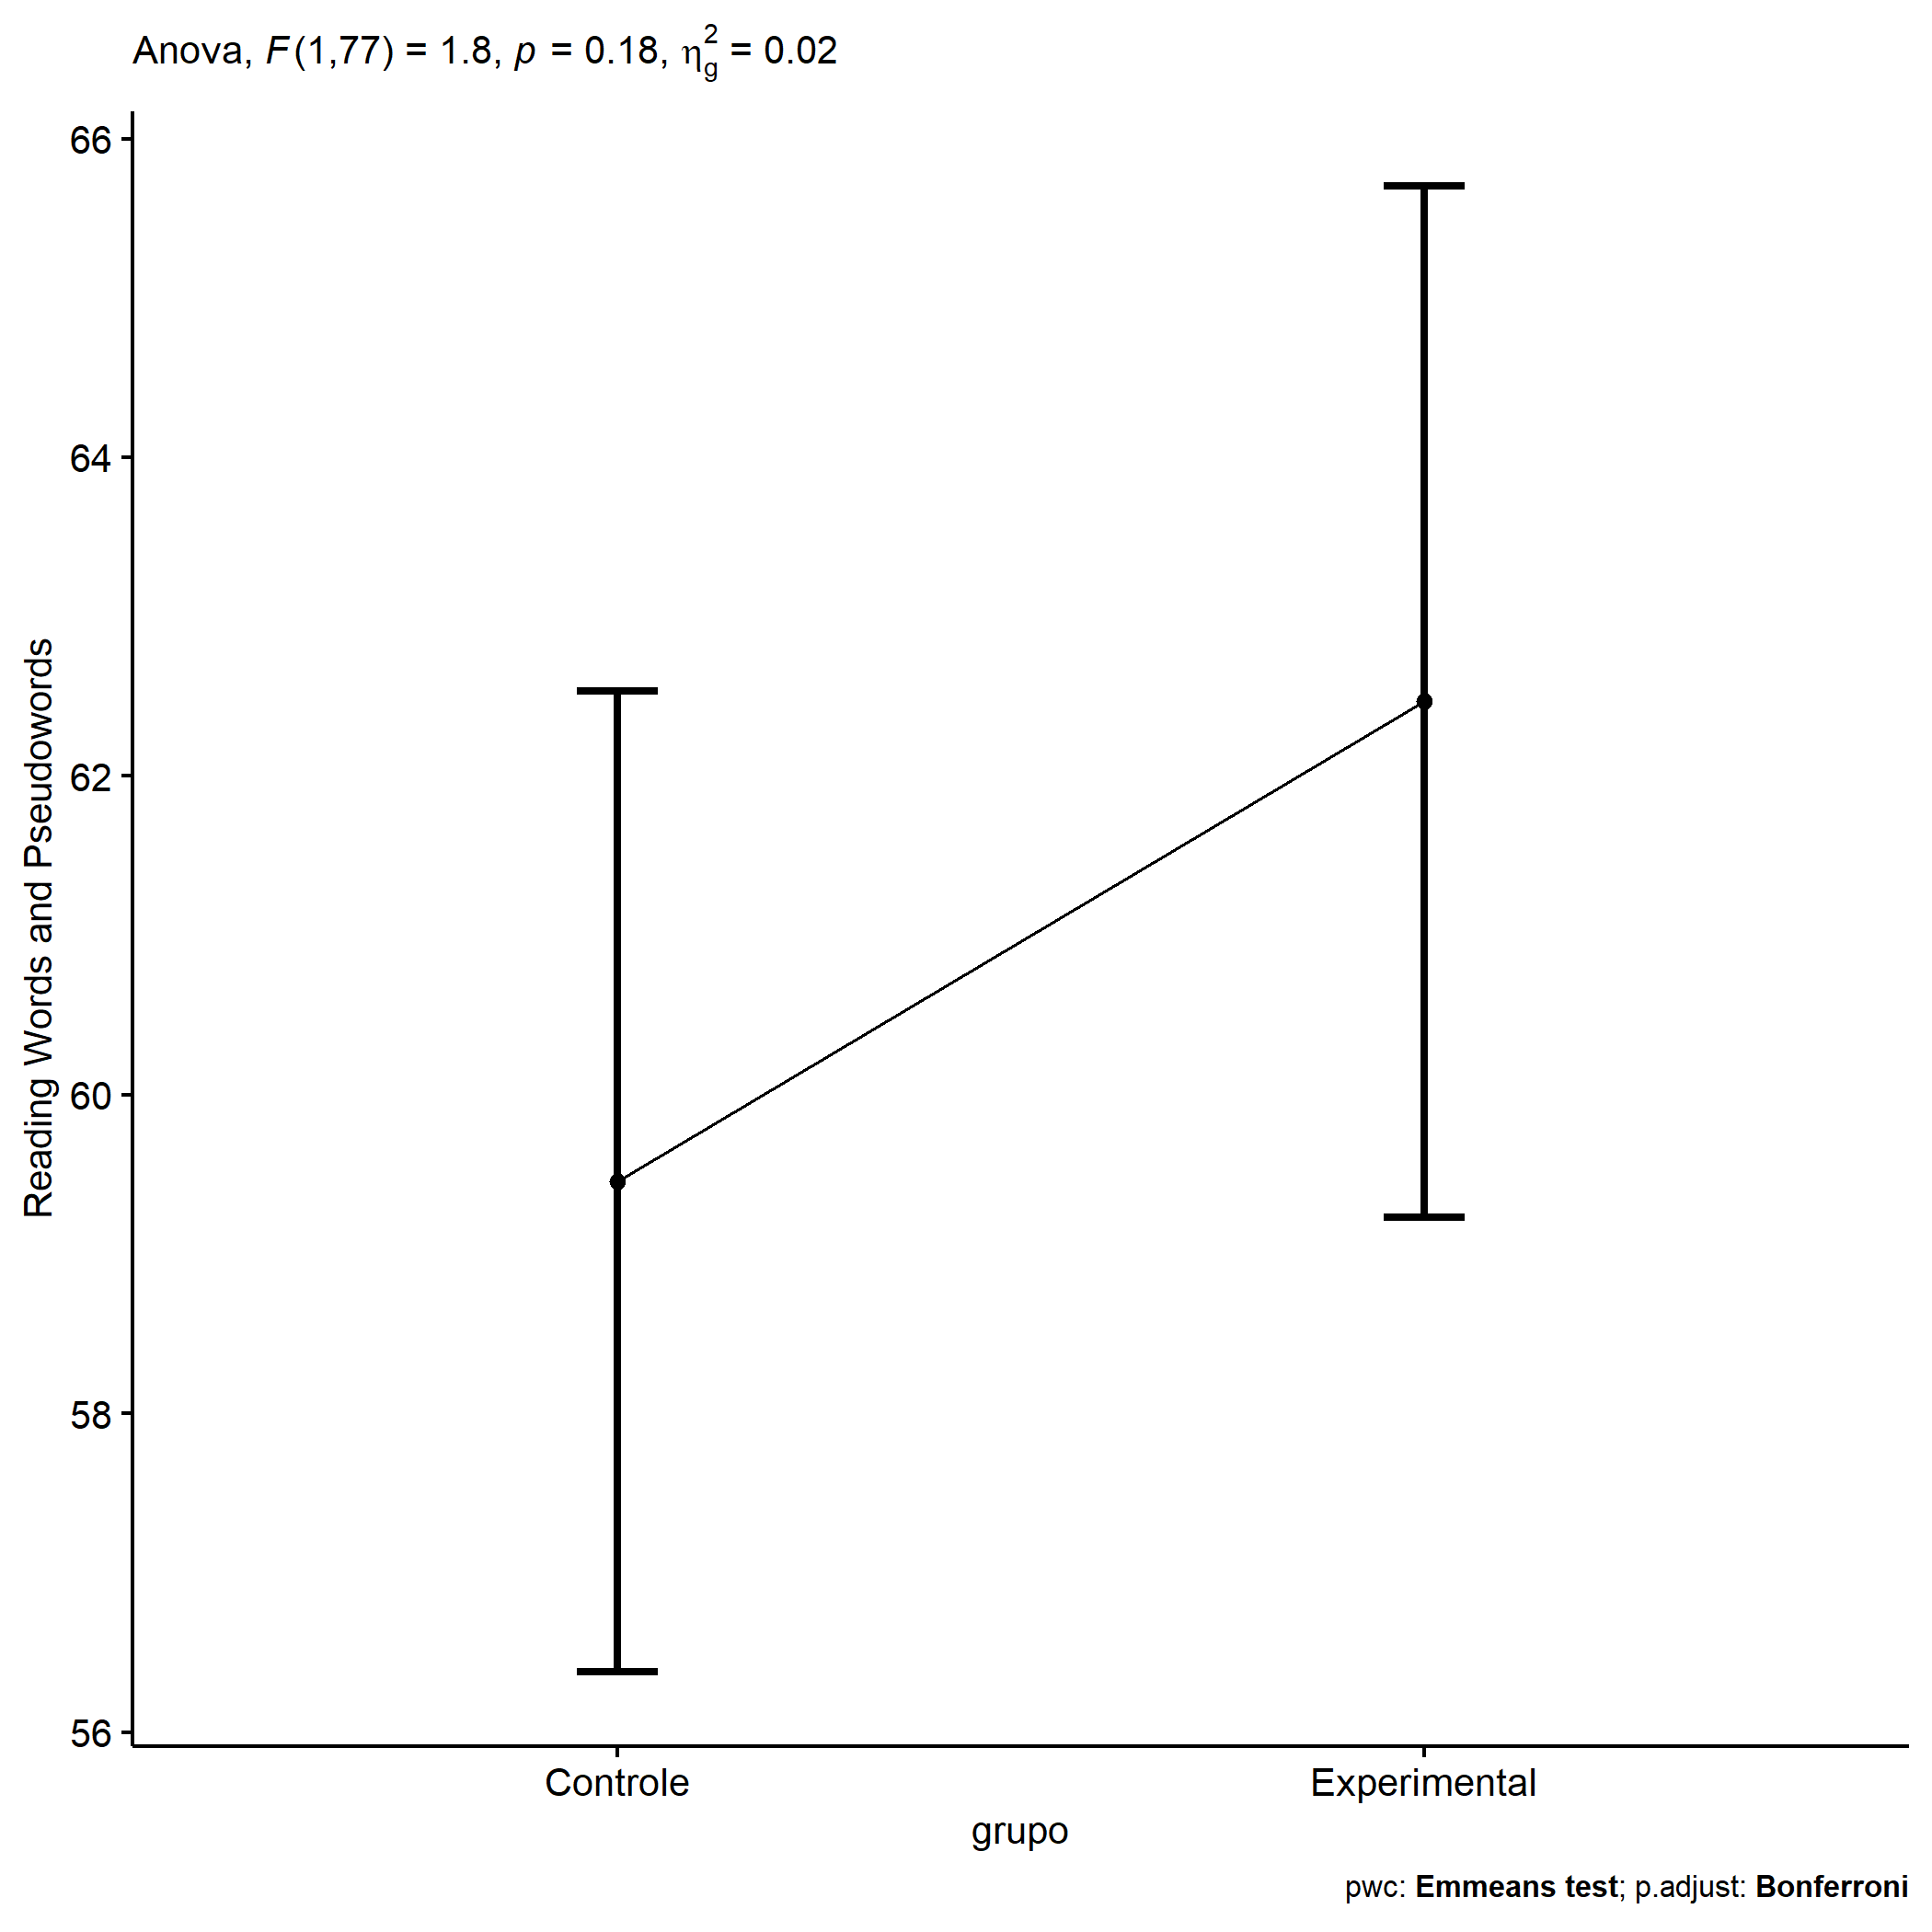 Anova, F(1,77) = 1.8, p = 0.18, η²g = 0.02
66
64
62
60
58
56
Reading Words and Pseudowords
Controle
Experimental
grupo
pwc: Emmeans test; p.adjust: Bonferroni